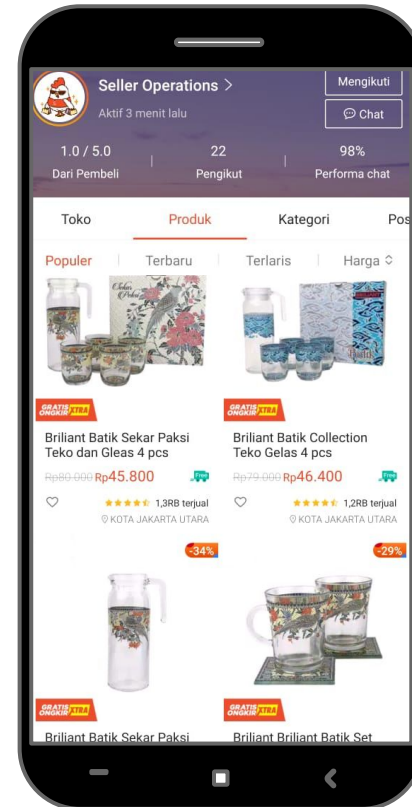 Seller Operations >
Mengikuti
Aktif 3 menit lalu
Chat
1.0 / 5.0
22
98%
Dari Pembeli
Pengikut
Performa chat
Toko
Produk
Kategori
Pos
Populer
Terbaru
Terlaris
Harga
GRATIS
ONGKIR XTRA
GRATIS
ONGKIR XTRA
Briliant Batik Sekar Paksi
Teko dan Gleas 4 pcs
Briliant Batik Collection
Teko Gelas 4 pcs
Rp80.000 Rp45.800
Free
Rp79.000 Rp46.400
Free
1,3RB terjual
1,2RB terjual
KOTA JAKARTA UTARA
KOTA JAKARTA UTARA
-34%
-29%
GRATIS
ONGKIR XTRA
GRATIS
ONGKIR XTRA
Briliant Batik Sekar Paksi
Briliant Briliant Batik Set